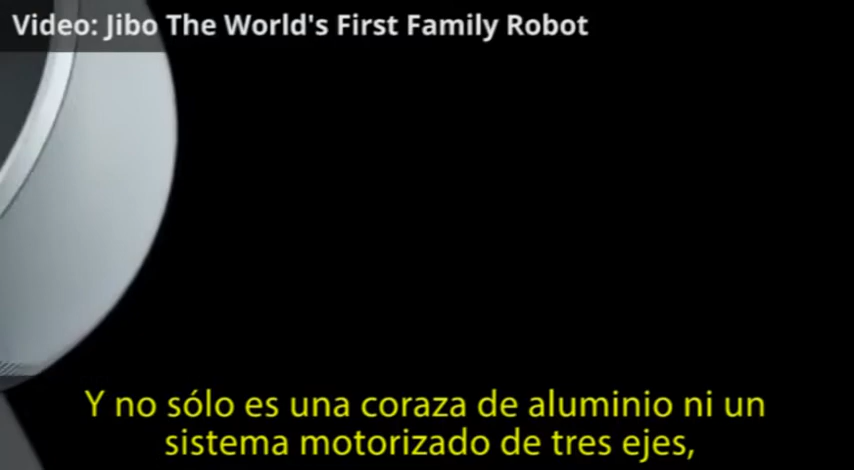 Video: Jibo The World's First Family Robot
Y no sólo es una coraza de aluminio ni un
sistema motorizado de tres ejes,